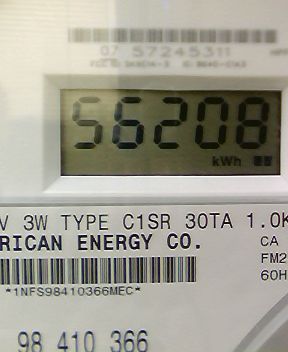 07 57245311
56208
kWh
V 3W TYPE C1SR 30TA 1.0K
RICAN ENERGY CO.
CA
FM2
60H
*1NFS98410366MEC*
98 410 366